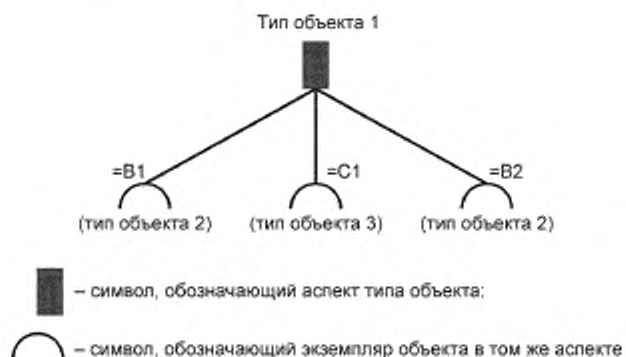 Тип объекта 1
=B1
=C1
=B2
(тип объекта 2)
(тип объекта 3)
(тип объекта 2)
– символ, обозначающий аспект типа объекта;
– символ, обозначающий экземпляр объекта в том же аспекте